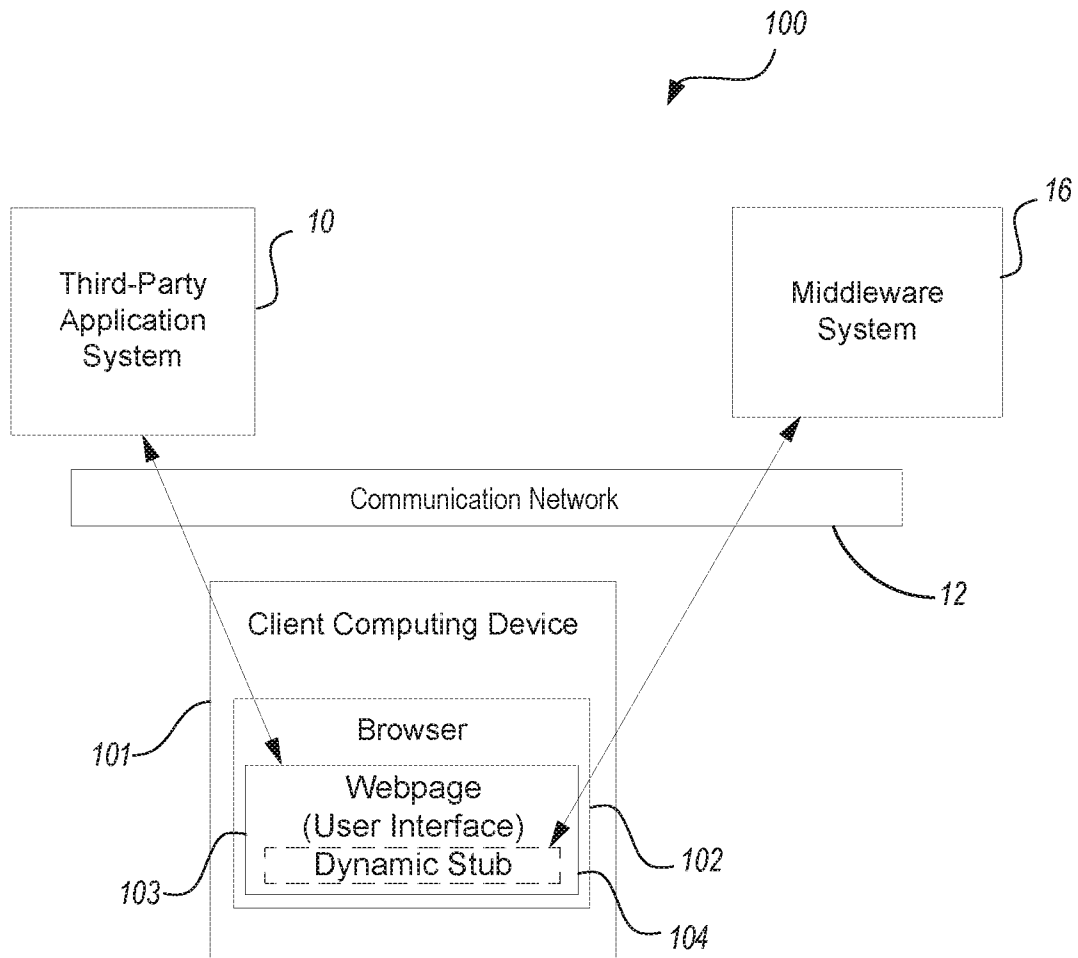 100
10
16
Third-Party
Application
System
Middleware
System
Communication Network
12
Client Computing Device
101
Browser
Webpage
(User Interface)
Dynamic Stub
102
103
104